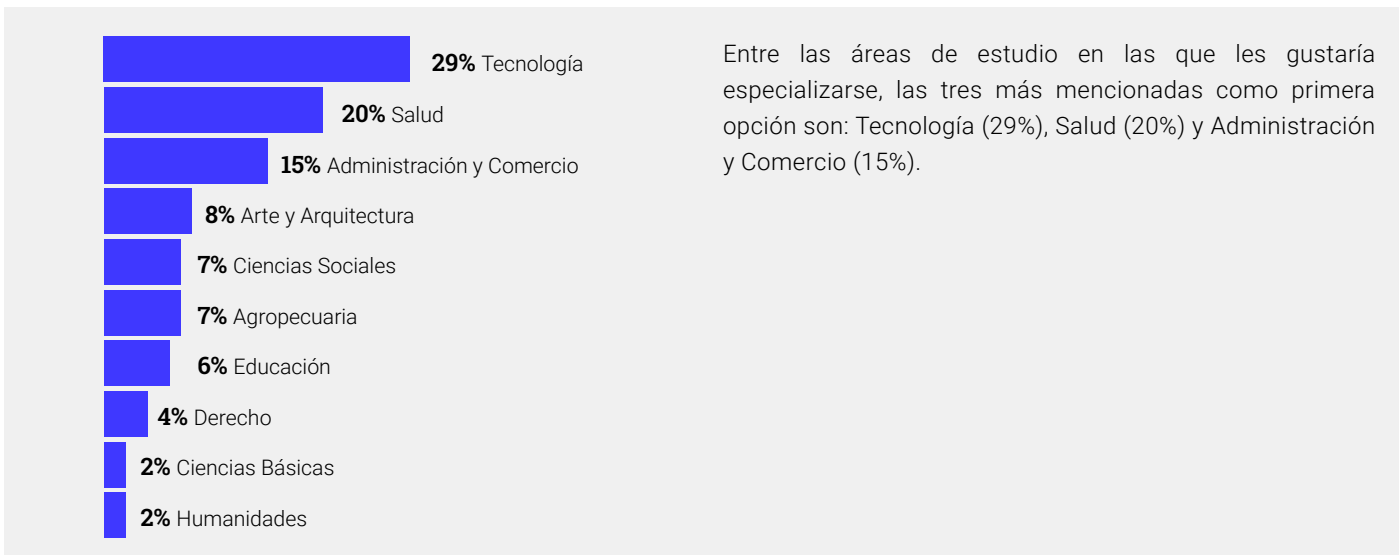 29% Tecnología
20% Salud
15% Administración y Comercio
8% Arte y Arquitectura
7% Ciencias Sociales
7% Agropecuaria
6% Educación
4% Derecho
2% Ciencias Básicas
2% Humanidades
Entre las áreas de estudio en las que les gustaría
especializarse, las tres más mencionadas como primera
opción son: Tecnología (29%), Salud (20%) y Administración
y Comercio (15%).